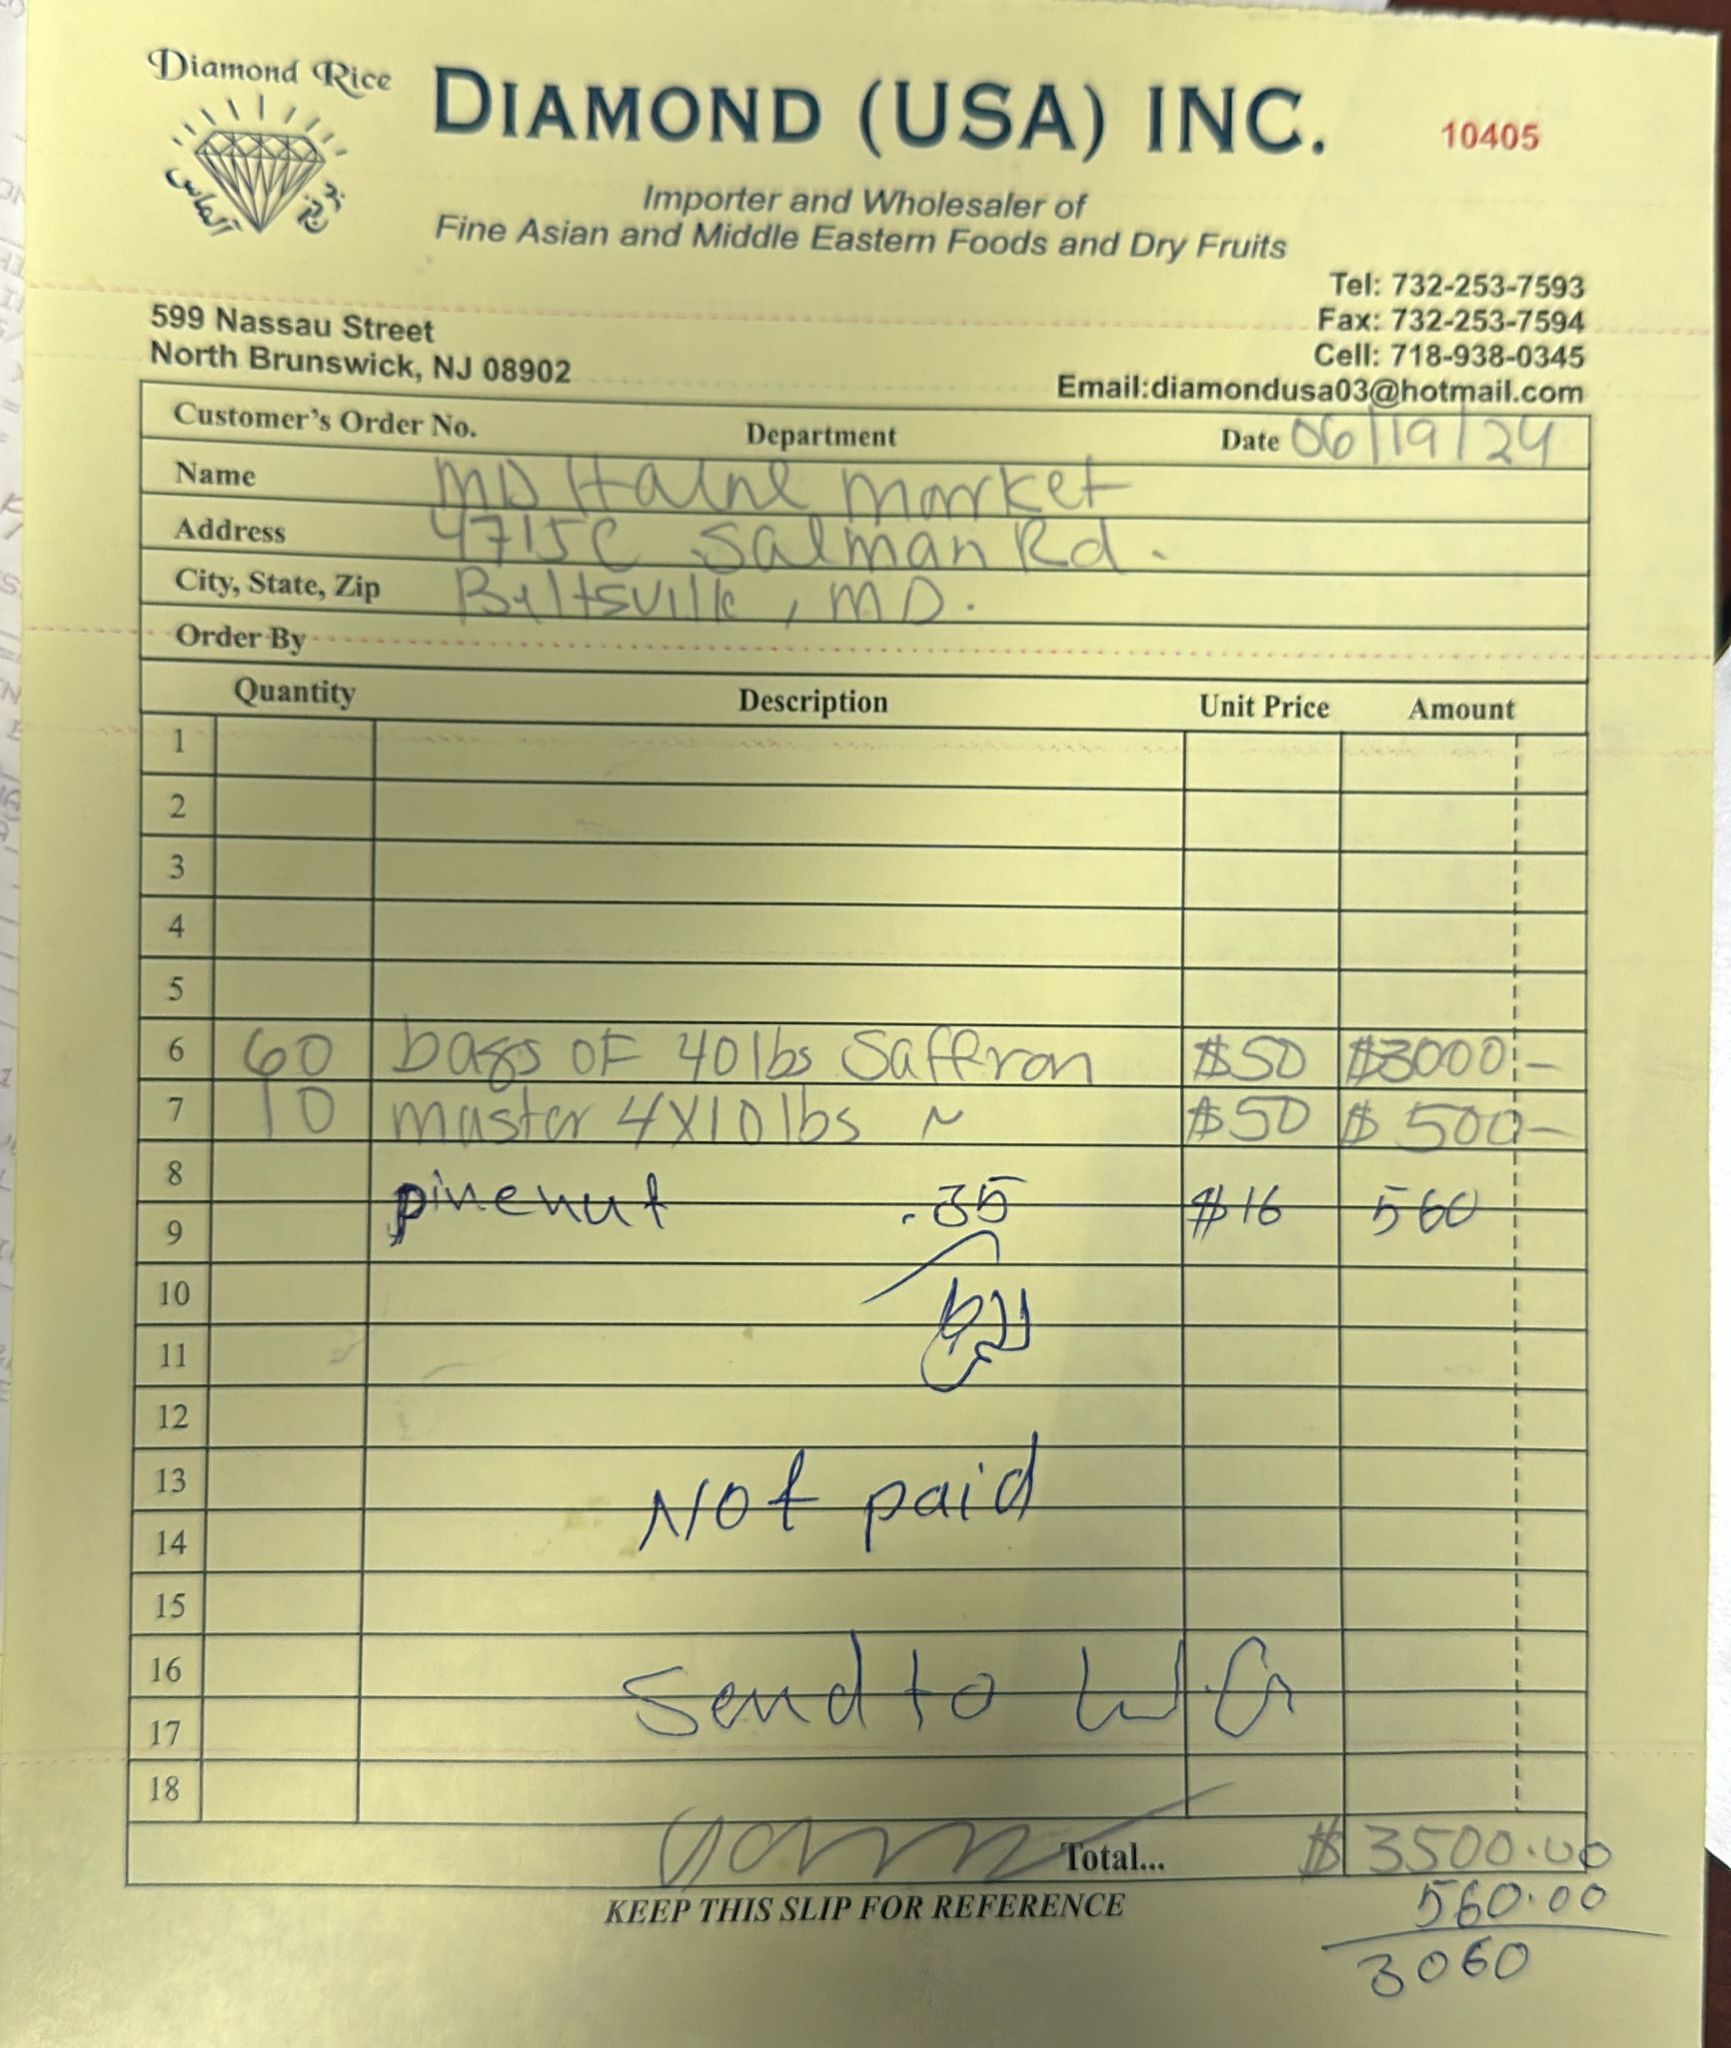 Diamond Rice
DIAMOND (USA) INC.
10405
الماس
Importer and Wholesaler of
Fine Asian and Middle Eastern Foods and Dry Fruits
Tel: 732-253-7593
599 Nassau Street
Fax: 732-253-7594
North Brunswick, NJ 08902
Cell: 718-938-0345
Email:diamondusa03@hotmail.com
Customer's Order No. Department Date 06/19/24
Name MD Halal Market
Address 4715C Salman Rd.
City, State, Zip Beltsville, MD.
Order By
Quantity Description Unit Price Amount
1
2
3
4
5
6 60 bags OF 40 lbs Saffron $50 $3000 -
7 10 master 4X10 lbs ~ $50 $500 -
8
pinenut .35 $16 560
9
10
11
12
13
Not paid
14
15
16
Send to W.G
17
18
Total... $ 3500.00
KEEP THIS SLIP FOR REFERENCE 560.00
3060